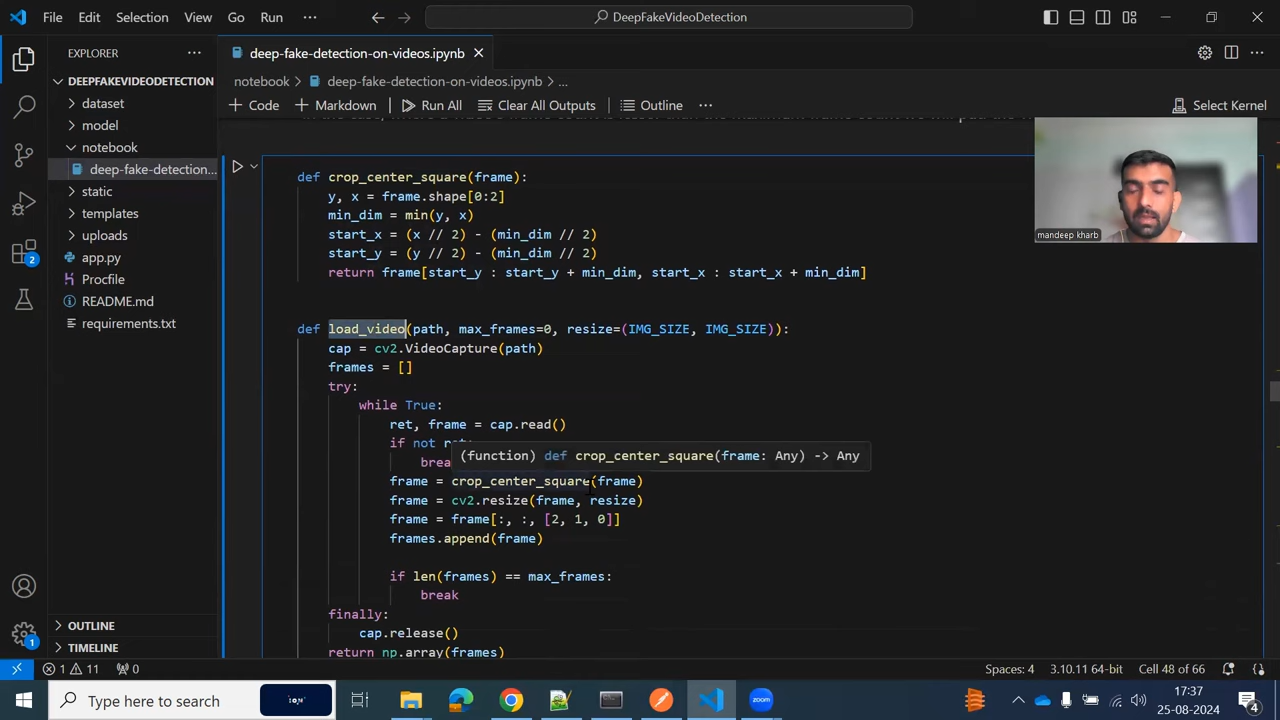 File Edit Selection View Go Run ··· DeepFakeVideoDetection
EXPLORER ···
deep-fake-detection-on-videos.ipynb
DEEPFAKEVIDEODETECTION
dataset
model
notebook
deep-fake-detection...
static
templates
uploads
app.py
Procfile
README.md
requirements.txt
OUTLINE
TIMELINE
notebook > deep-fake-detection-on-videos.ipynb > ...
+ Code + Markdown Run All Clear All Outputs Outline ··· Select Kernel
def crop_center_square(frame):
y, x = frame.shape[0:2]
min_dim = min(y, x)
start_x = (x // 2) - (min_dim // 2)
start_y = (y // 2) - (min_dim // 2)
return frame[start_y : start_y + min_dim, start_x : start_x + min_dim]
def load_video(path, max_frames=0, resize=(IMG_SIZE, IMG_SIZE)):
cap = cv2.VideoCapture(path)
frames = []
try:
while True:
ret, frame = cap.read()
if not
(function) def crop_center_square(frame: Any) -> Any
frame = crop_center_square(frame)
frame = cv2.resize(frame, resize)
frame = frame[:, :, [2, 1, 0]]
frames.append(frame)
if len(frames) == max_frames:
break
finally:
cap.release()
return np.array(frames)
mandeep kharb
2
1
1 11 0 Spaces: 4 3.10.11 64-bit Cell 48 of 66
Type here to search
17:37
25-08-2024
4